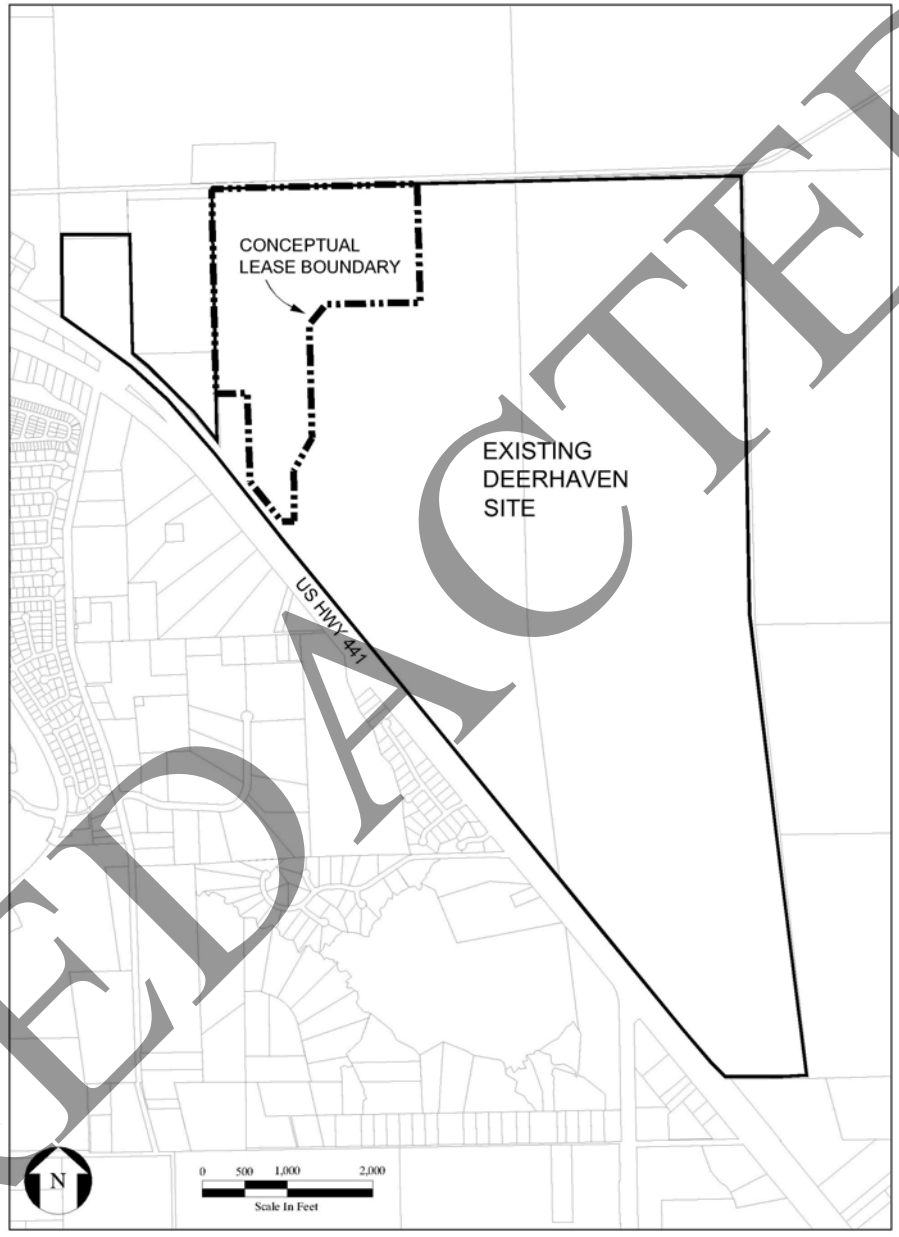 CONCEPTUAL
LEASE BOUNDARY
EXISTING
DEERHAVEN
SITE
US HWY 441
REDACTED
N
0 500 1,000 2,000
Scale In Feet